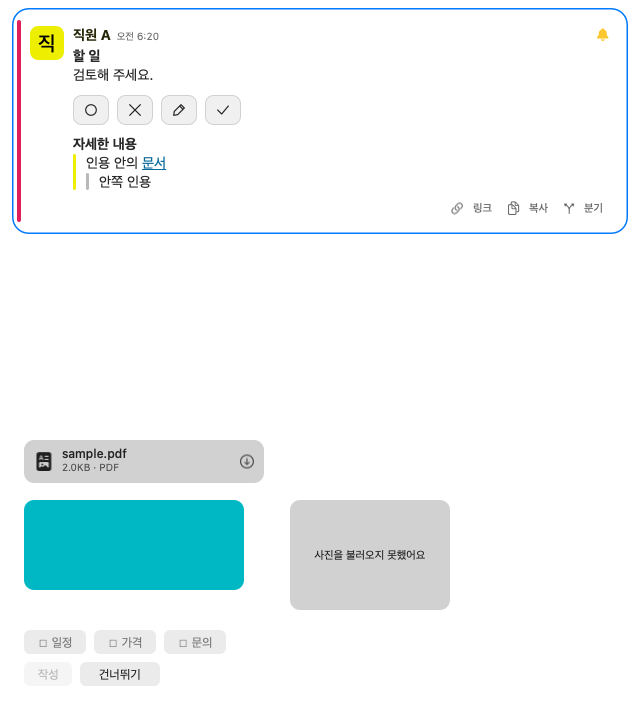 직
직원 A 오전 6:20
할 일
검토해 주세요.
자세한 내용
인용 안의 문서
안쪽 인용
링크 복사 분기
sample.pdf
2.0KB · PDF
사진을 불러오지 못했어요
일정 가격 문의
작성 건너뛰기